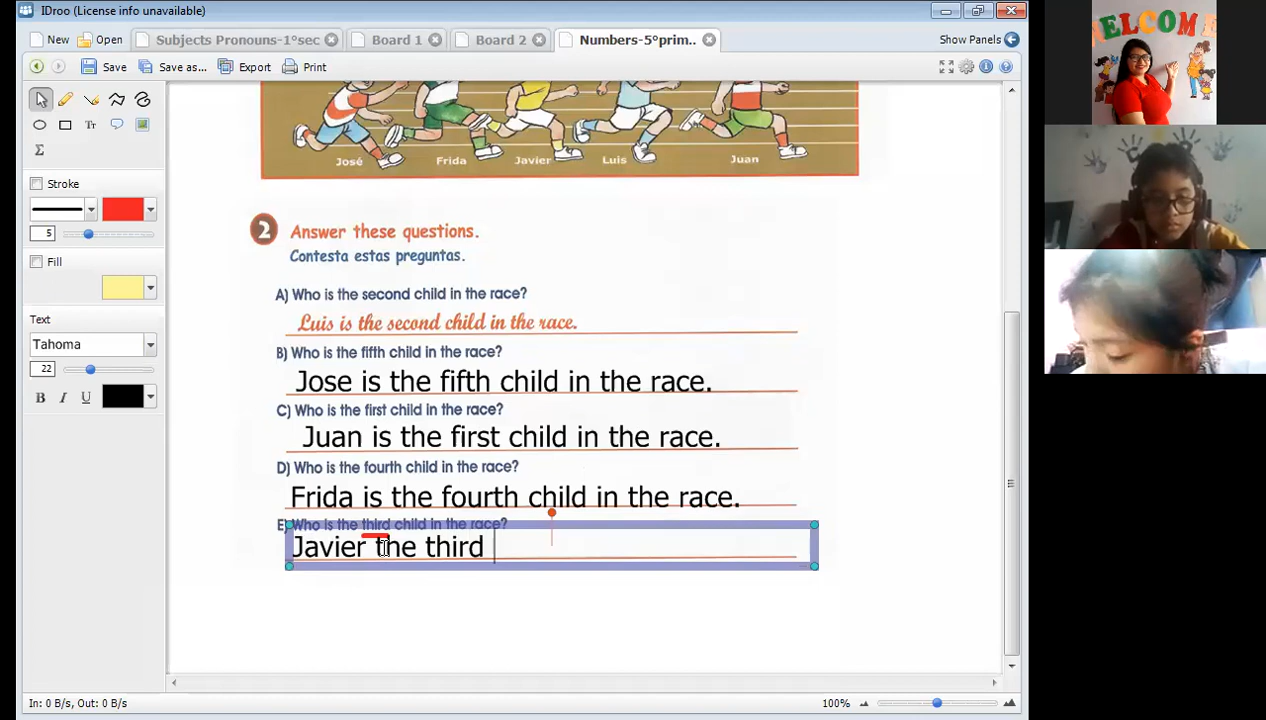 IDroo (License info unavailable)
New Open Subjects Pronouns-1°sec Board 1 Board 2 Numbers-5°prim.. Show Panels
Save Save as... Export Print
Tr
Σ
Stroke
5
Fill
Text
Tahoma
22
B I U
José Frida Javier Luis Juan
2 Answer these questions.
Contesta estas preguntas.
A) Who is the second child in the race?
Luis is the second child in the race.
B) Who is the fifth child in the race?
Jose is the fifth child in the race.
C) Who is the first child in the race?
Juan is the first child in the race.
D) Who is the fourth child in the race?
Frida is the fourth child in the race.
E) Who is the third child in the race?
Javier the third
In: 0 B/s, Out: 0 B/s 100%
WELCOME